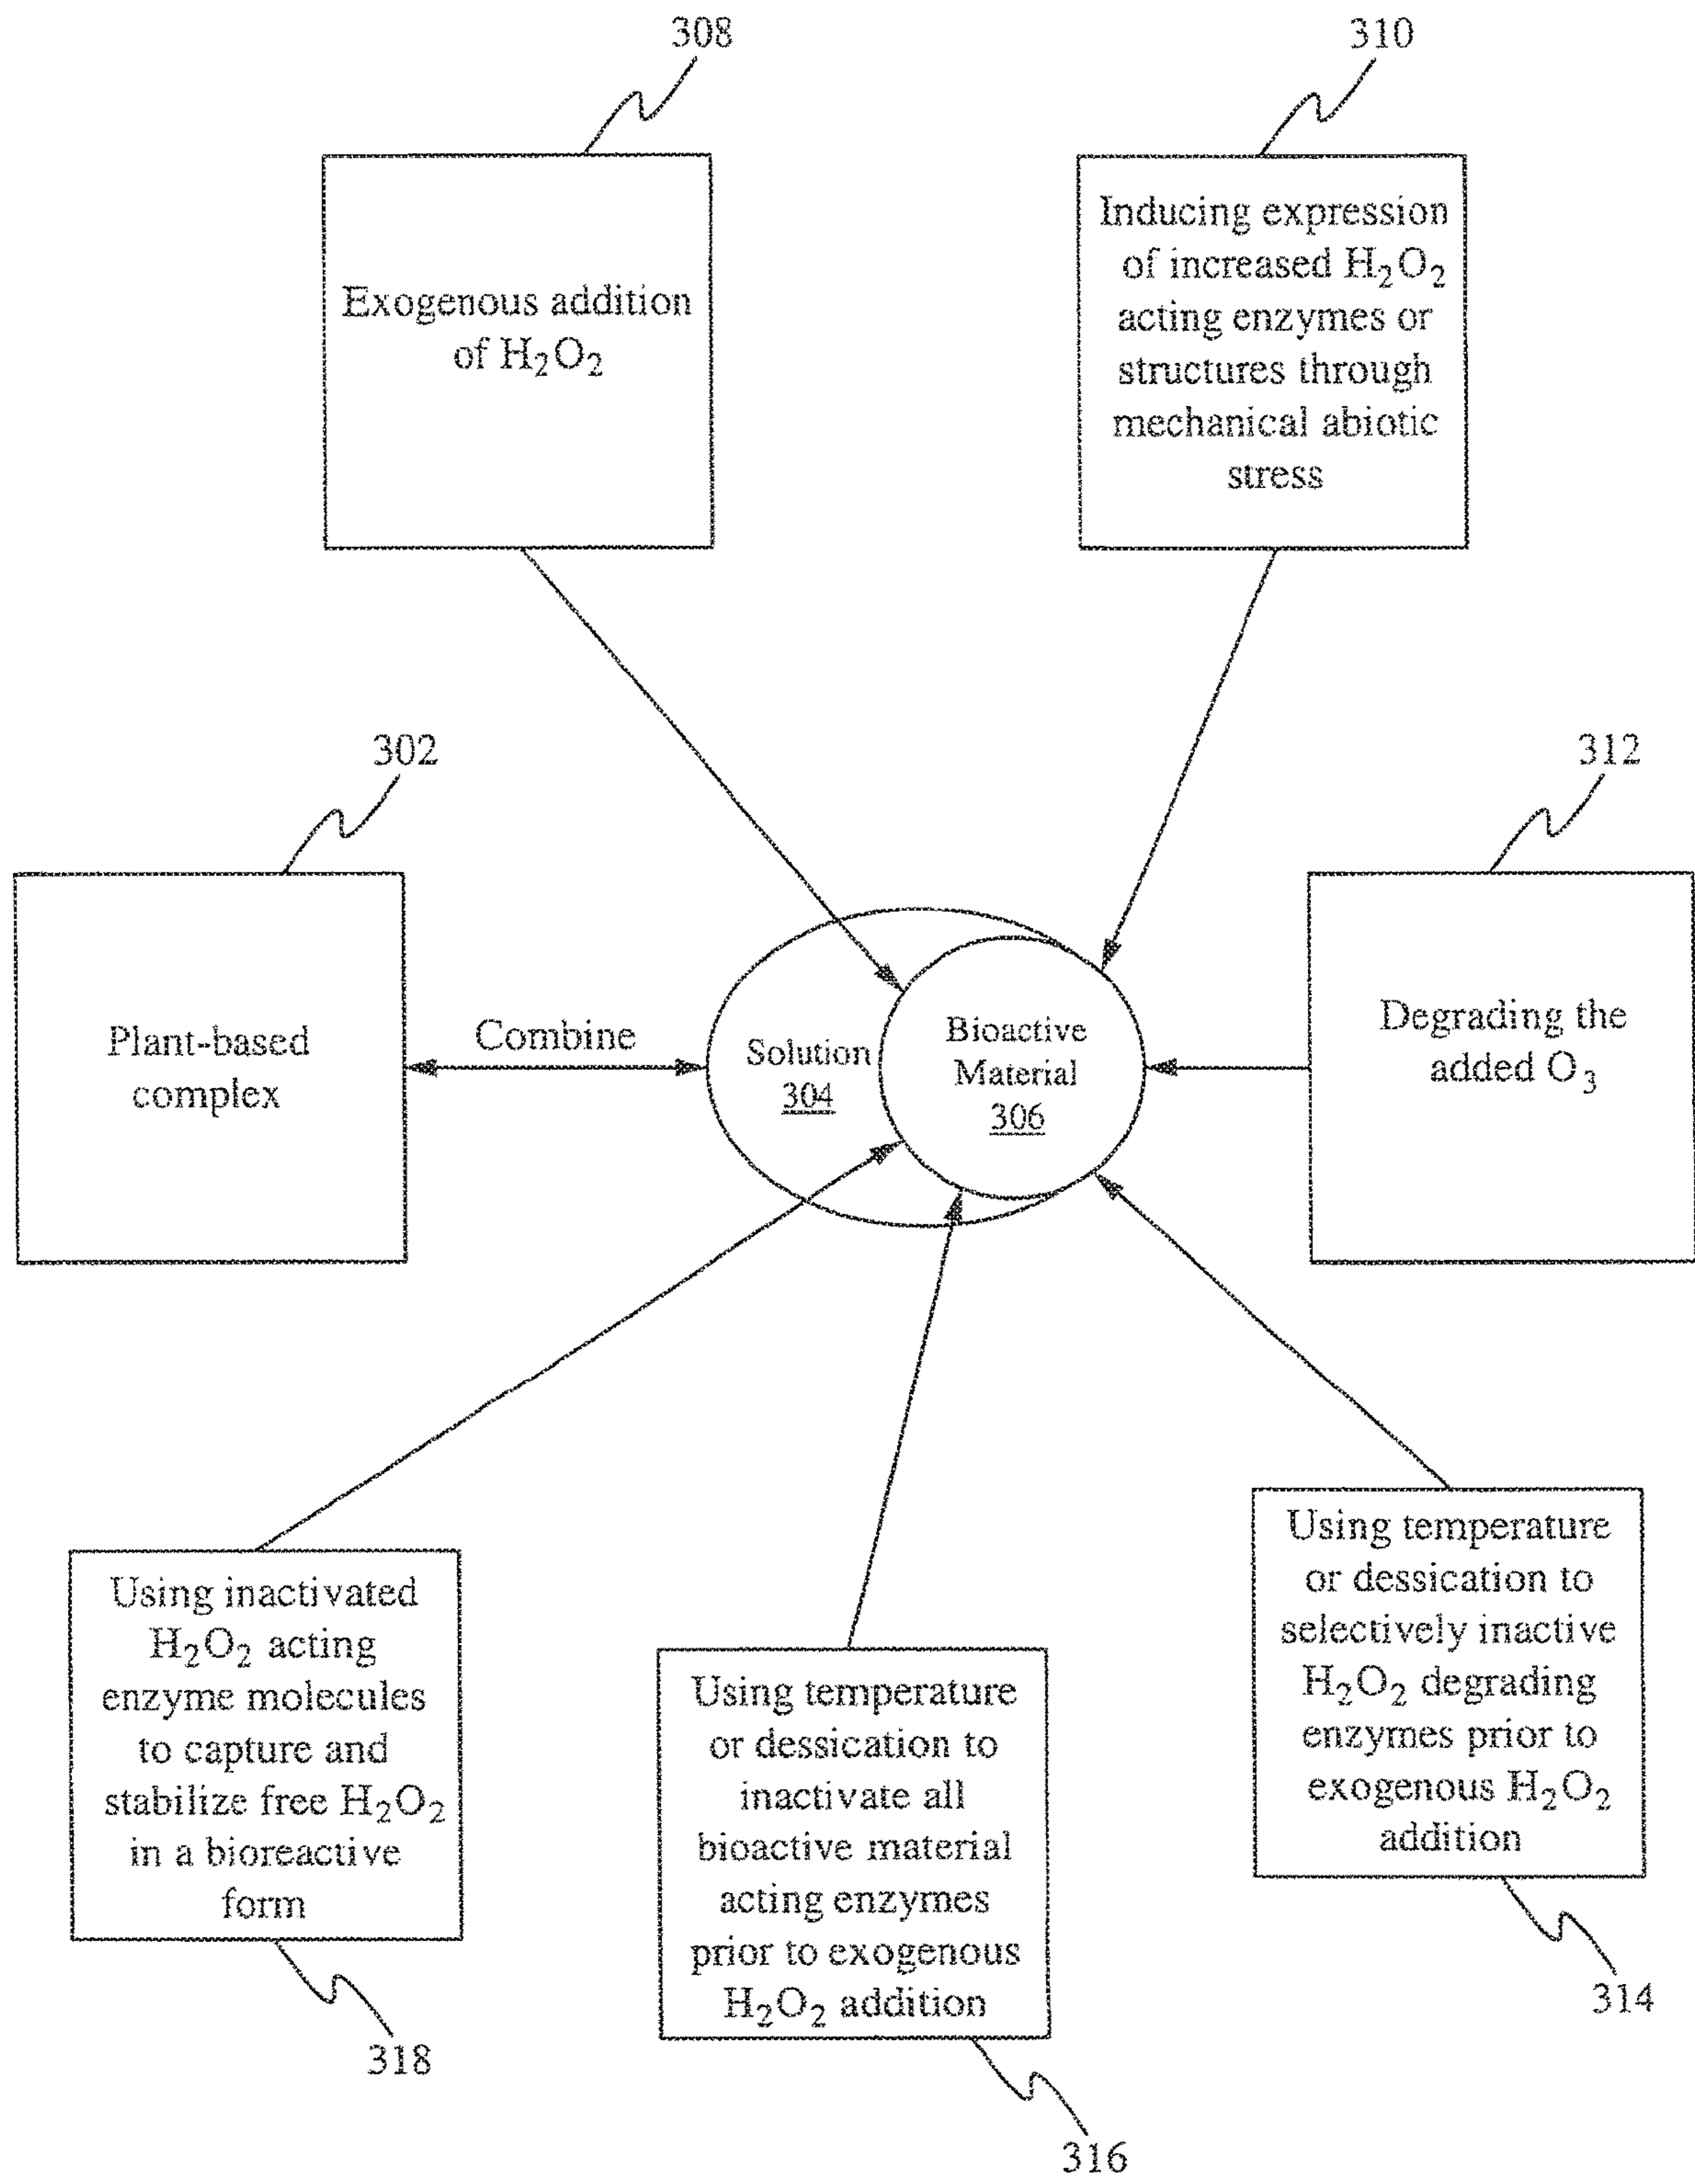 308
310
Exogenous addition
of H₂O₂
Inducing expression
of increased H₂O₂
acting enzymes or
structures through
mechanical abiotic
stress
302
312
Plant-based
complex
Combine
Solution
304
Bioactive
Material
306
Degrading the
added O₃
Using inactivated
H₂O₂ acting
enzyme molecules
to capture and
stabilize free H₂O₂
in a bioreactive
form
318
Using temperature
or dessication to
inactivate all
bioactive material
acting enzymes
prior to exogenous
H₂O₂ addition
316
Using temperature
or dessication to
selectively inactive
H₂O₂ degrading
enzymes prior to
exogenous H₂O₂
addition
314